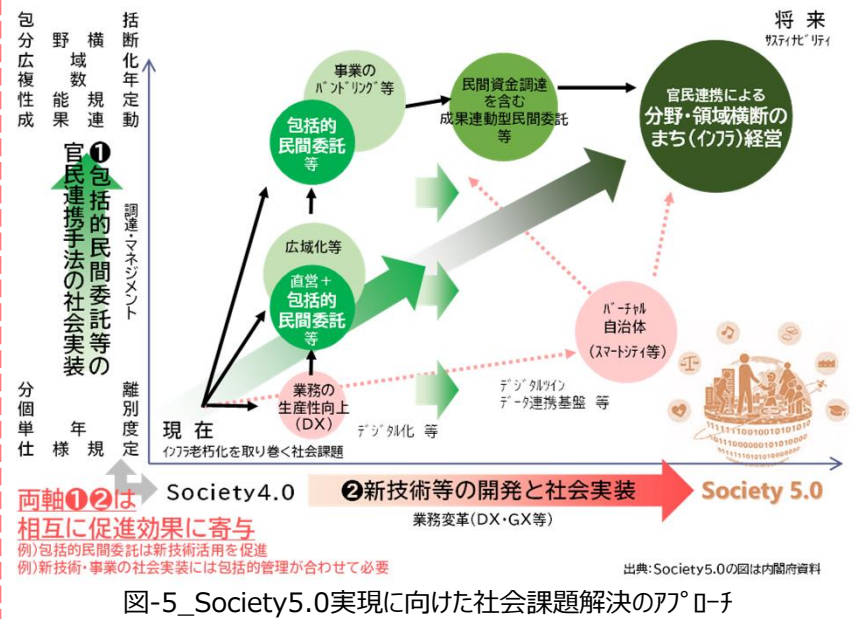 包括
分野横断
広域化
複数年
性能規定
成果連動
❶包括的民間委託等の
官民連携手法の社会実装
調達・マネジメント
分離
個別
単年度
仕様規定
将来
ｻｽﾃｨﾅﾋﾞﾘﾃｨ
事業の
ﾊﾞﾝﾄﾞﾘﾝｸﾞ等
包括的
民間委託
等
民間資金調達
を含む
成果連動型民間委託
等
官民連携による
分野・領域横断の
まち(ｲﾝﾌﾗ)経営
広域化等
直営+
包括的
民間委託
等
ﾊﾞｰﾁｬﾙ
自治体
(ｽﾏｰﾄｼﾃｨ等)
業務の
生産性向上
(DX)
ﾃﾞｼﾞﾀﾙ化 等
ﾃﾞｼﾞﾀﾙﾂｲﾝ
ﾃﾞｰﾀ連携基盤 等
現在
ｲﾝﾌﾗ老朽化を取り巻く社会課題
Society4.0
❷新技術等の開発と社会実装
Society 5.0
業務変革(DX・GX等)
両軸❶❷は
相互に促進効果に寄与
例)包括的民間委託は新技術活用を促進
例)新技術・事業の社会実装には包括的管理が合わせて必要
出典:Society5.0の図は内閣府資料
図-5_Society5.0実現に向けた社会課題解決のｱﾌﾟﾛｰﾁ